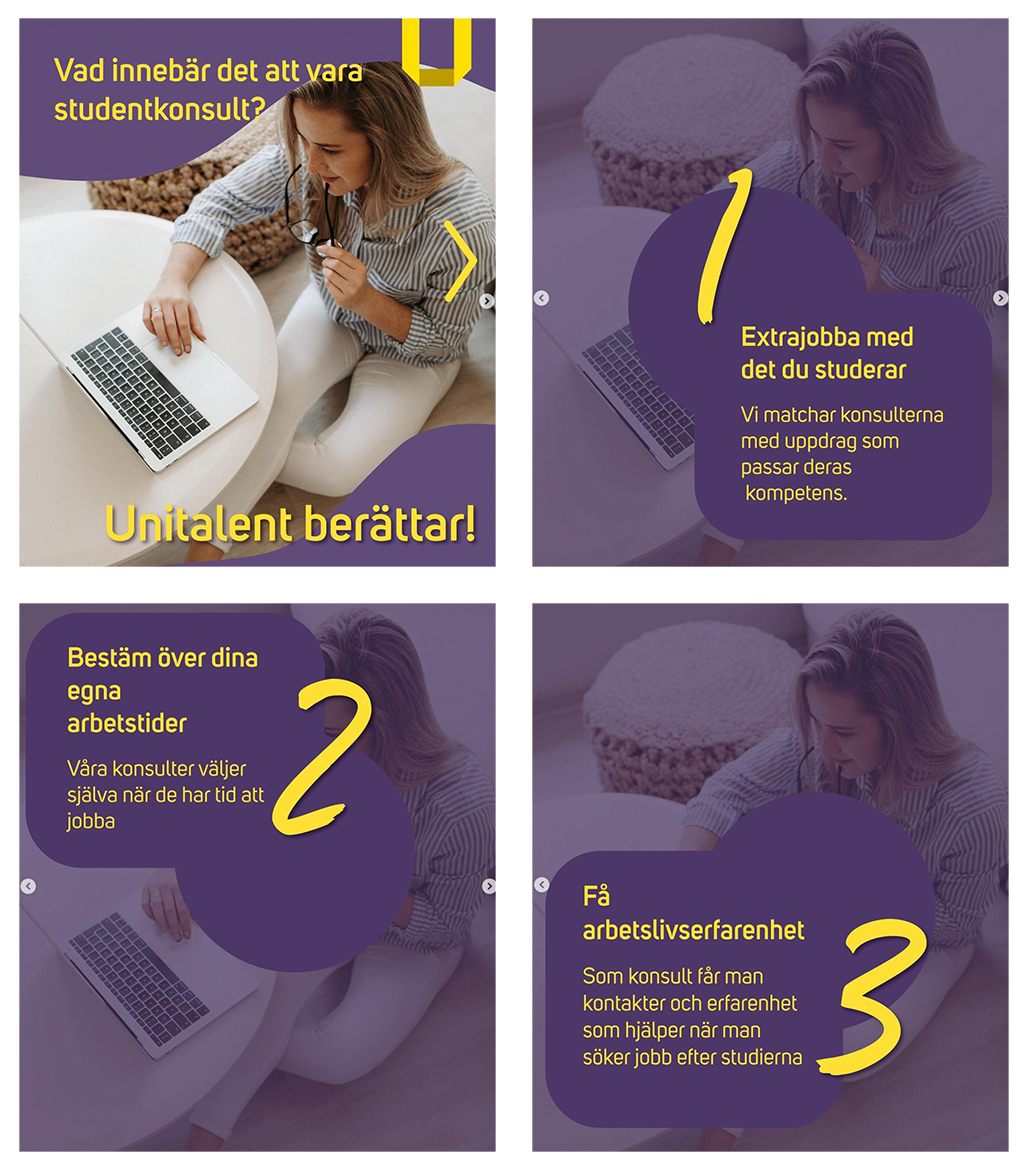 Vad innebär det att vara
studentkonsult?
Unitalent berättar!
1
Extrajobba med
det du studerar
Vi matchar konsulterna
med uppdrag som
passar deras
kompetens.
Bestäm över dina
egna
arbetstider
2
Våra konsulter väljer
själva när de har tid att
jobba
Få
arbetslivserfarenhet
3
Som konsult får man
kontakter och erfarenhet
som hjälper när man
söker jobb efter studierna